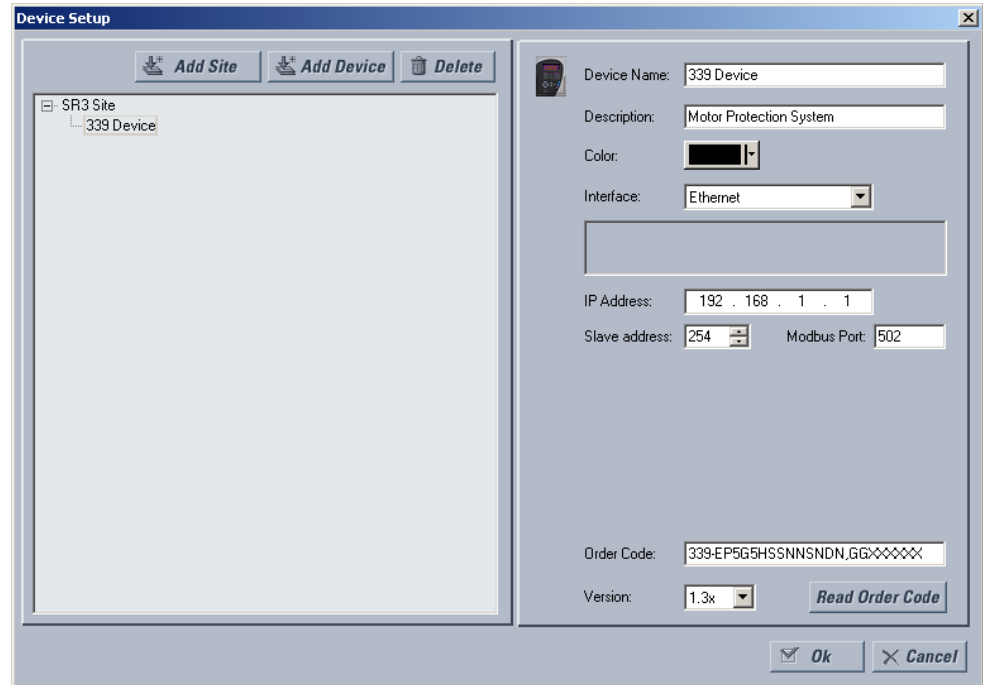 Device Setup
Add Site
Add Device
Delete
SR3 Site
339 Device
Device Name: 339 Device
Description: Motor Protection System
Color:
Interface: Ethernet
IP Address: 192 . 168 . 1 . 1
Slave address: 254 Modbus Port: 502
Order Code: 339-EP5G5HSSNNSNDN,GGXXXXXX
Version: 1.3x Read Order Code
Ok Cancel